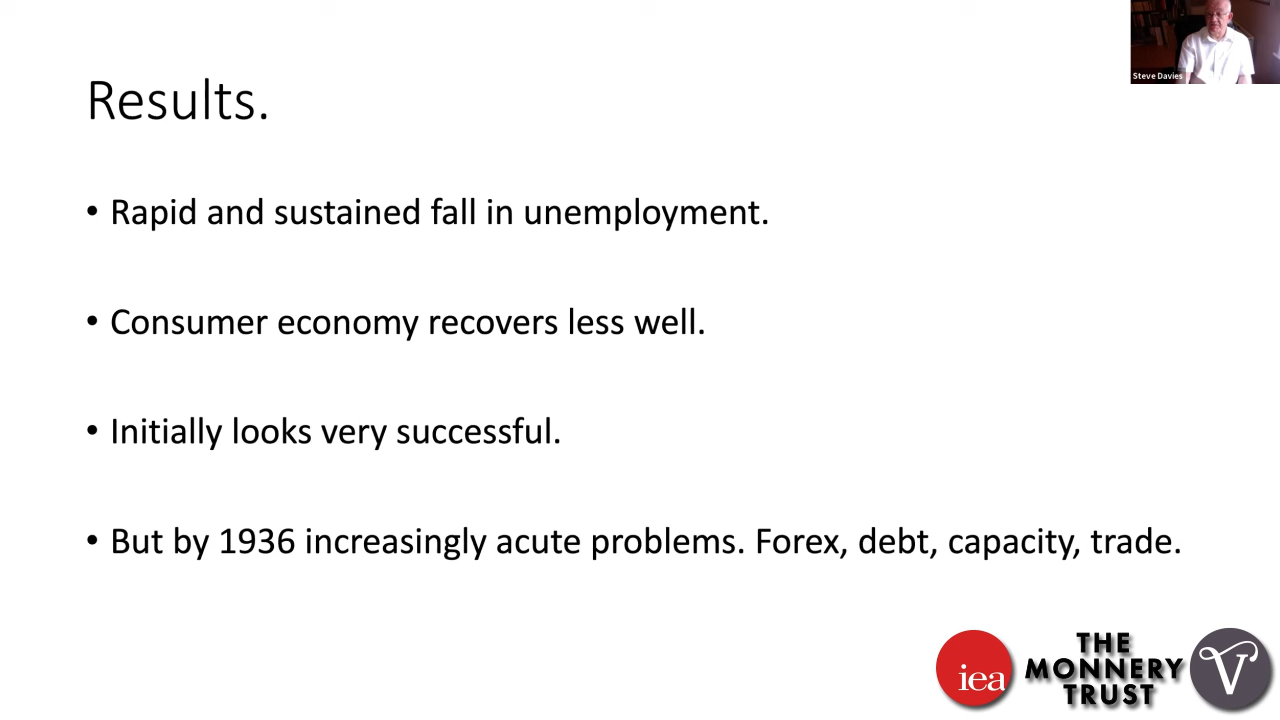 Steve Davies
Results.
• Rapid and sustained fall in unemployment.
• Consumer economy recovers less well.
• Initially looks very successful.
• But by 1936 increasingly acute problems. Forex, debt, capacity, trade.
iea
THE
MONNERY
TRUST
V